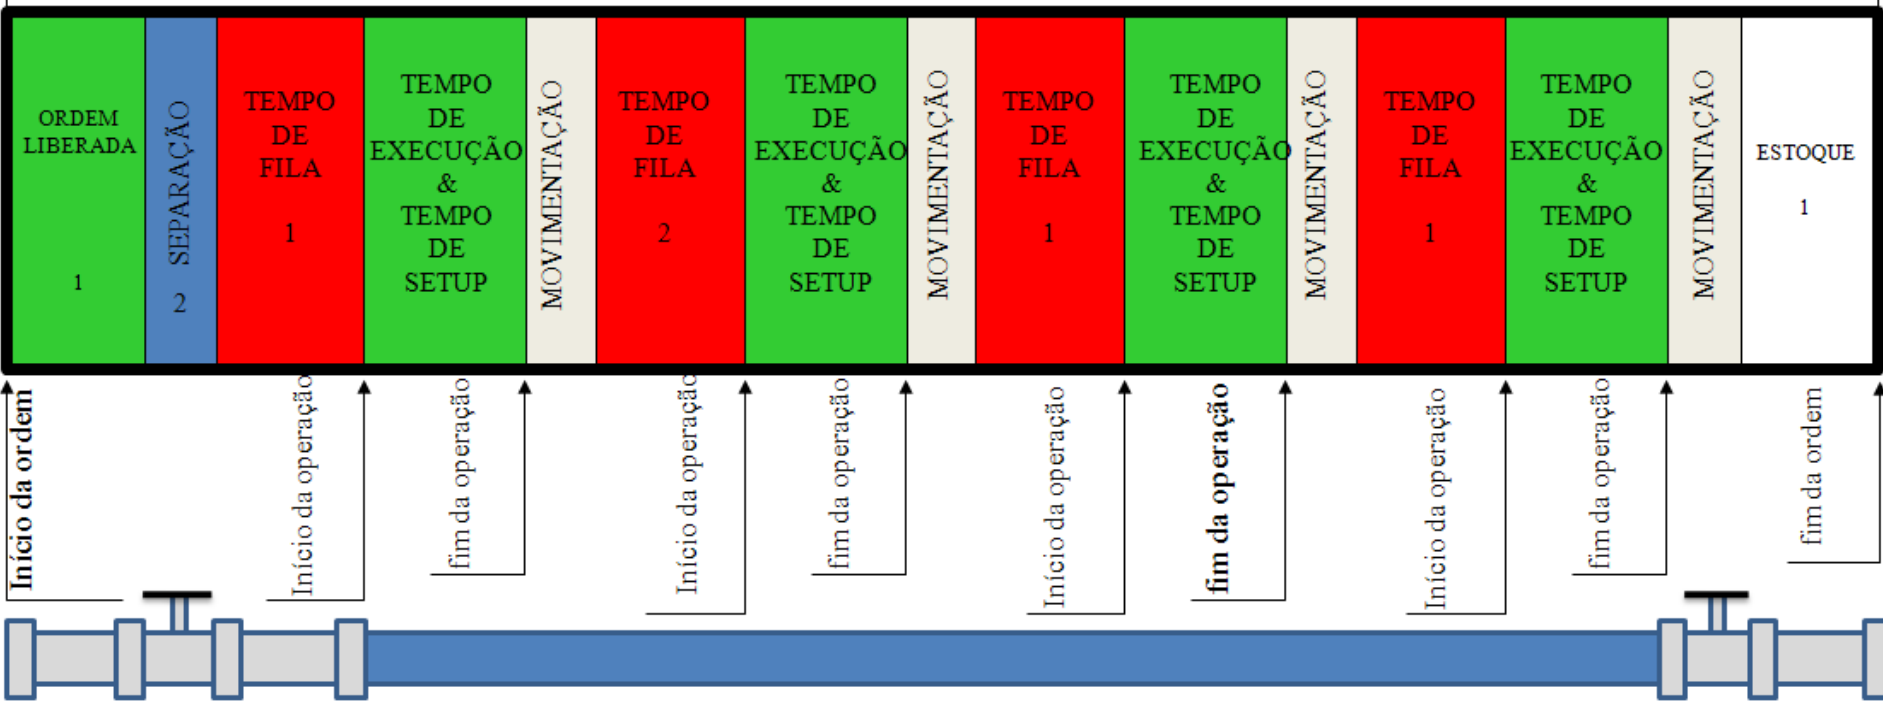 ORDEM
LIBERADA
1
SEPARAÇÃO
2
TEMPO
DE
FILA
1
TEMPO
DE
EXECUÇÃO
&
TEMPO
DE
SETUP
MOVIMENTAÇÃO
TEMPO
DE
FILA
2
TEMPO
DE
EXECUÇÃO
&
TEMPO
DE
SETUP
MOVIMENTAÇÃO
TEMPO
DE
FILA
1
TEMPO
DE
EXECUÇÃO
&
TEMPO
DE
SETUP
MOVIMENTAÇÃO
TEMPO
DE
FILA
1
TEMPO
DE
EXECUÇÃO
&
TEMPO
DE
SETUP
MOVIMENTAÇÃO
ESTOQUE
1
Início da ordem
Início da operação
fim da operação
Início da operação
fim da operação
Início da operação
fim da operação
Início da operação
fim da operação
fim da ordem